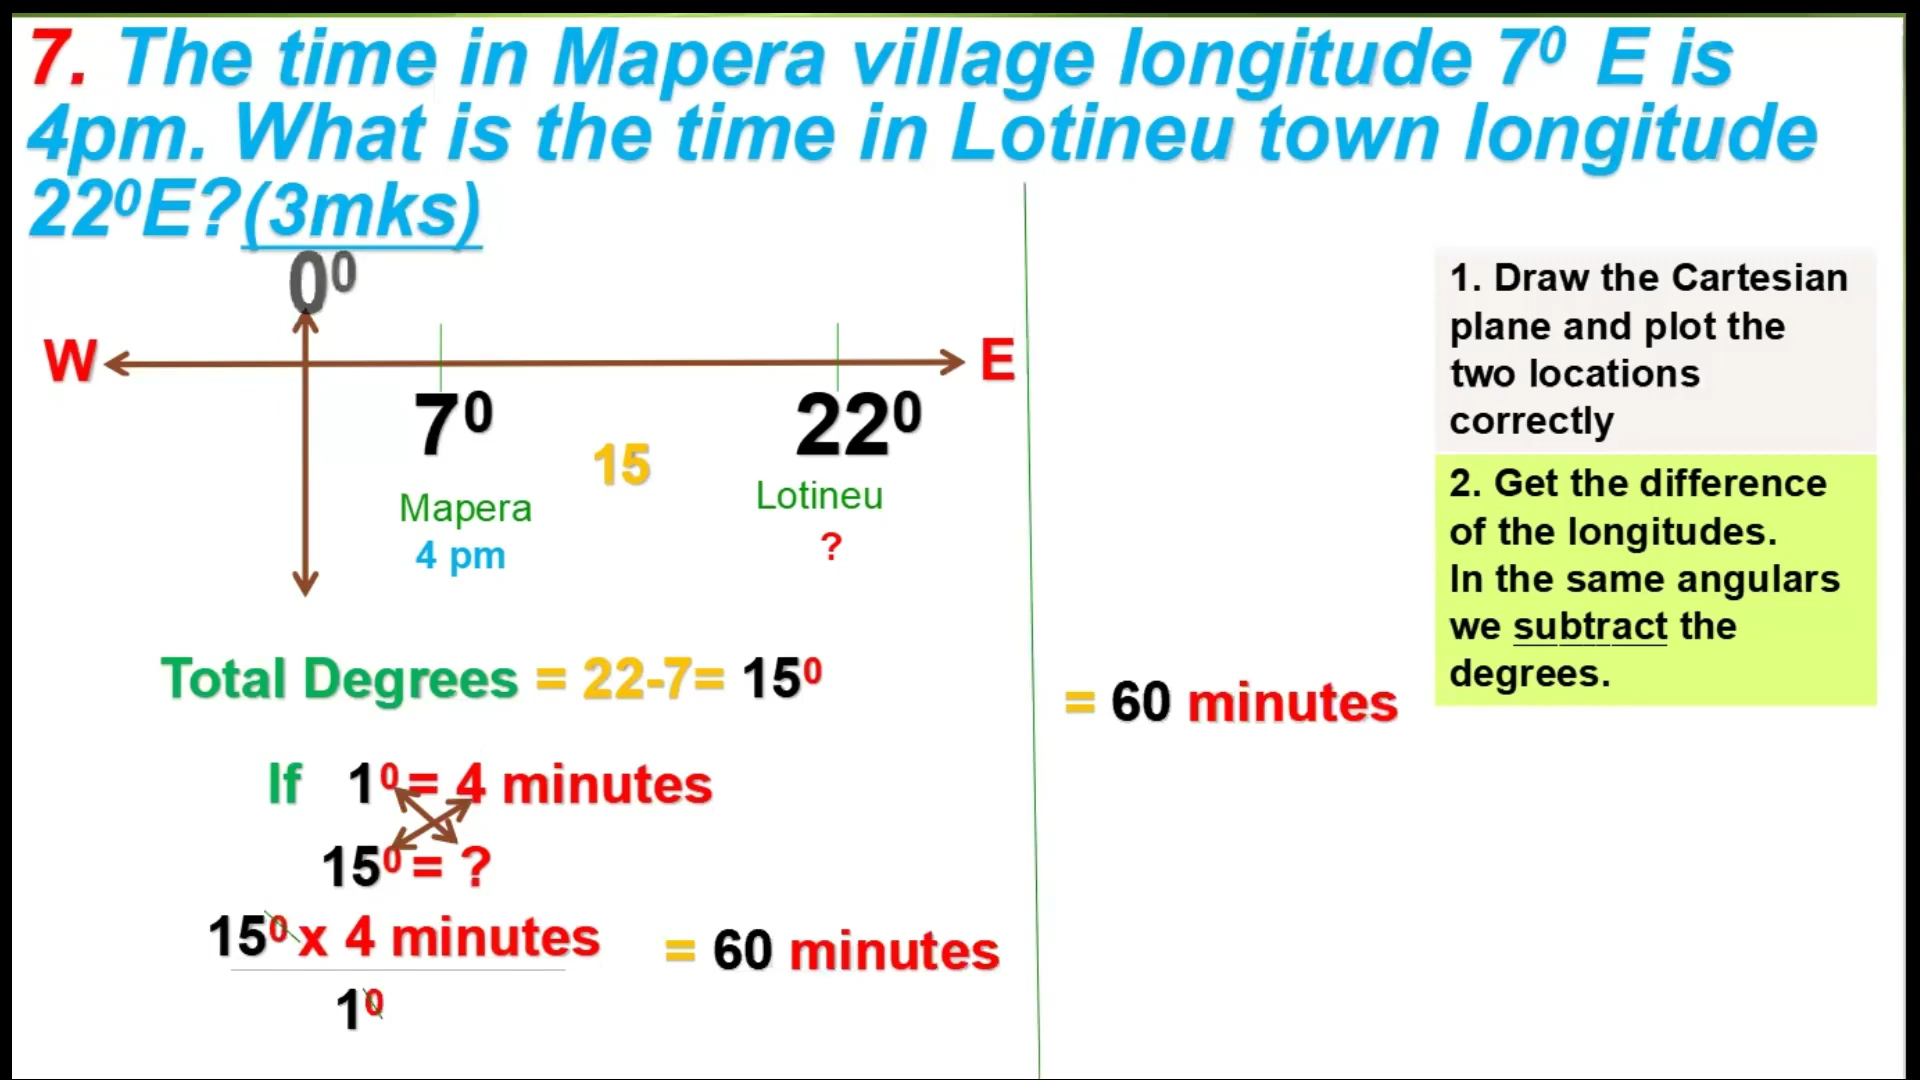 7. The time in Mapera village longitude 7⁰ E is
4pm. What is the time in Lotineu town longitude
22⁰E?(3mks)
0⁰
W
E
7⁰
22⁰
15
Mapera
Lotineu
4 pm
?
Total Degrees = 22-7= 15⁰
If 1⁰ = 4 minutes
15⁰ = ?
15⁰ x 4 minutes
= 60 minutes
1⁰
= 60 minutes
1. Draw the Cartesian
plane and plot the
two locations
correctly
2. Get the difference
of the longitudes.
In the same angulars
we subtract the
degrees.